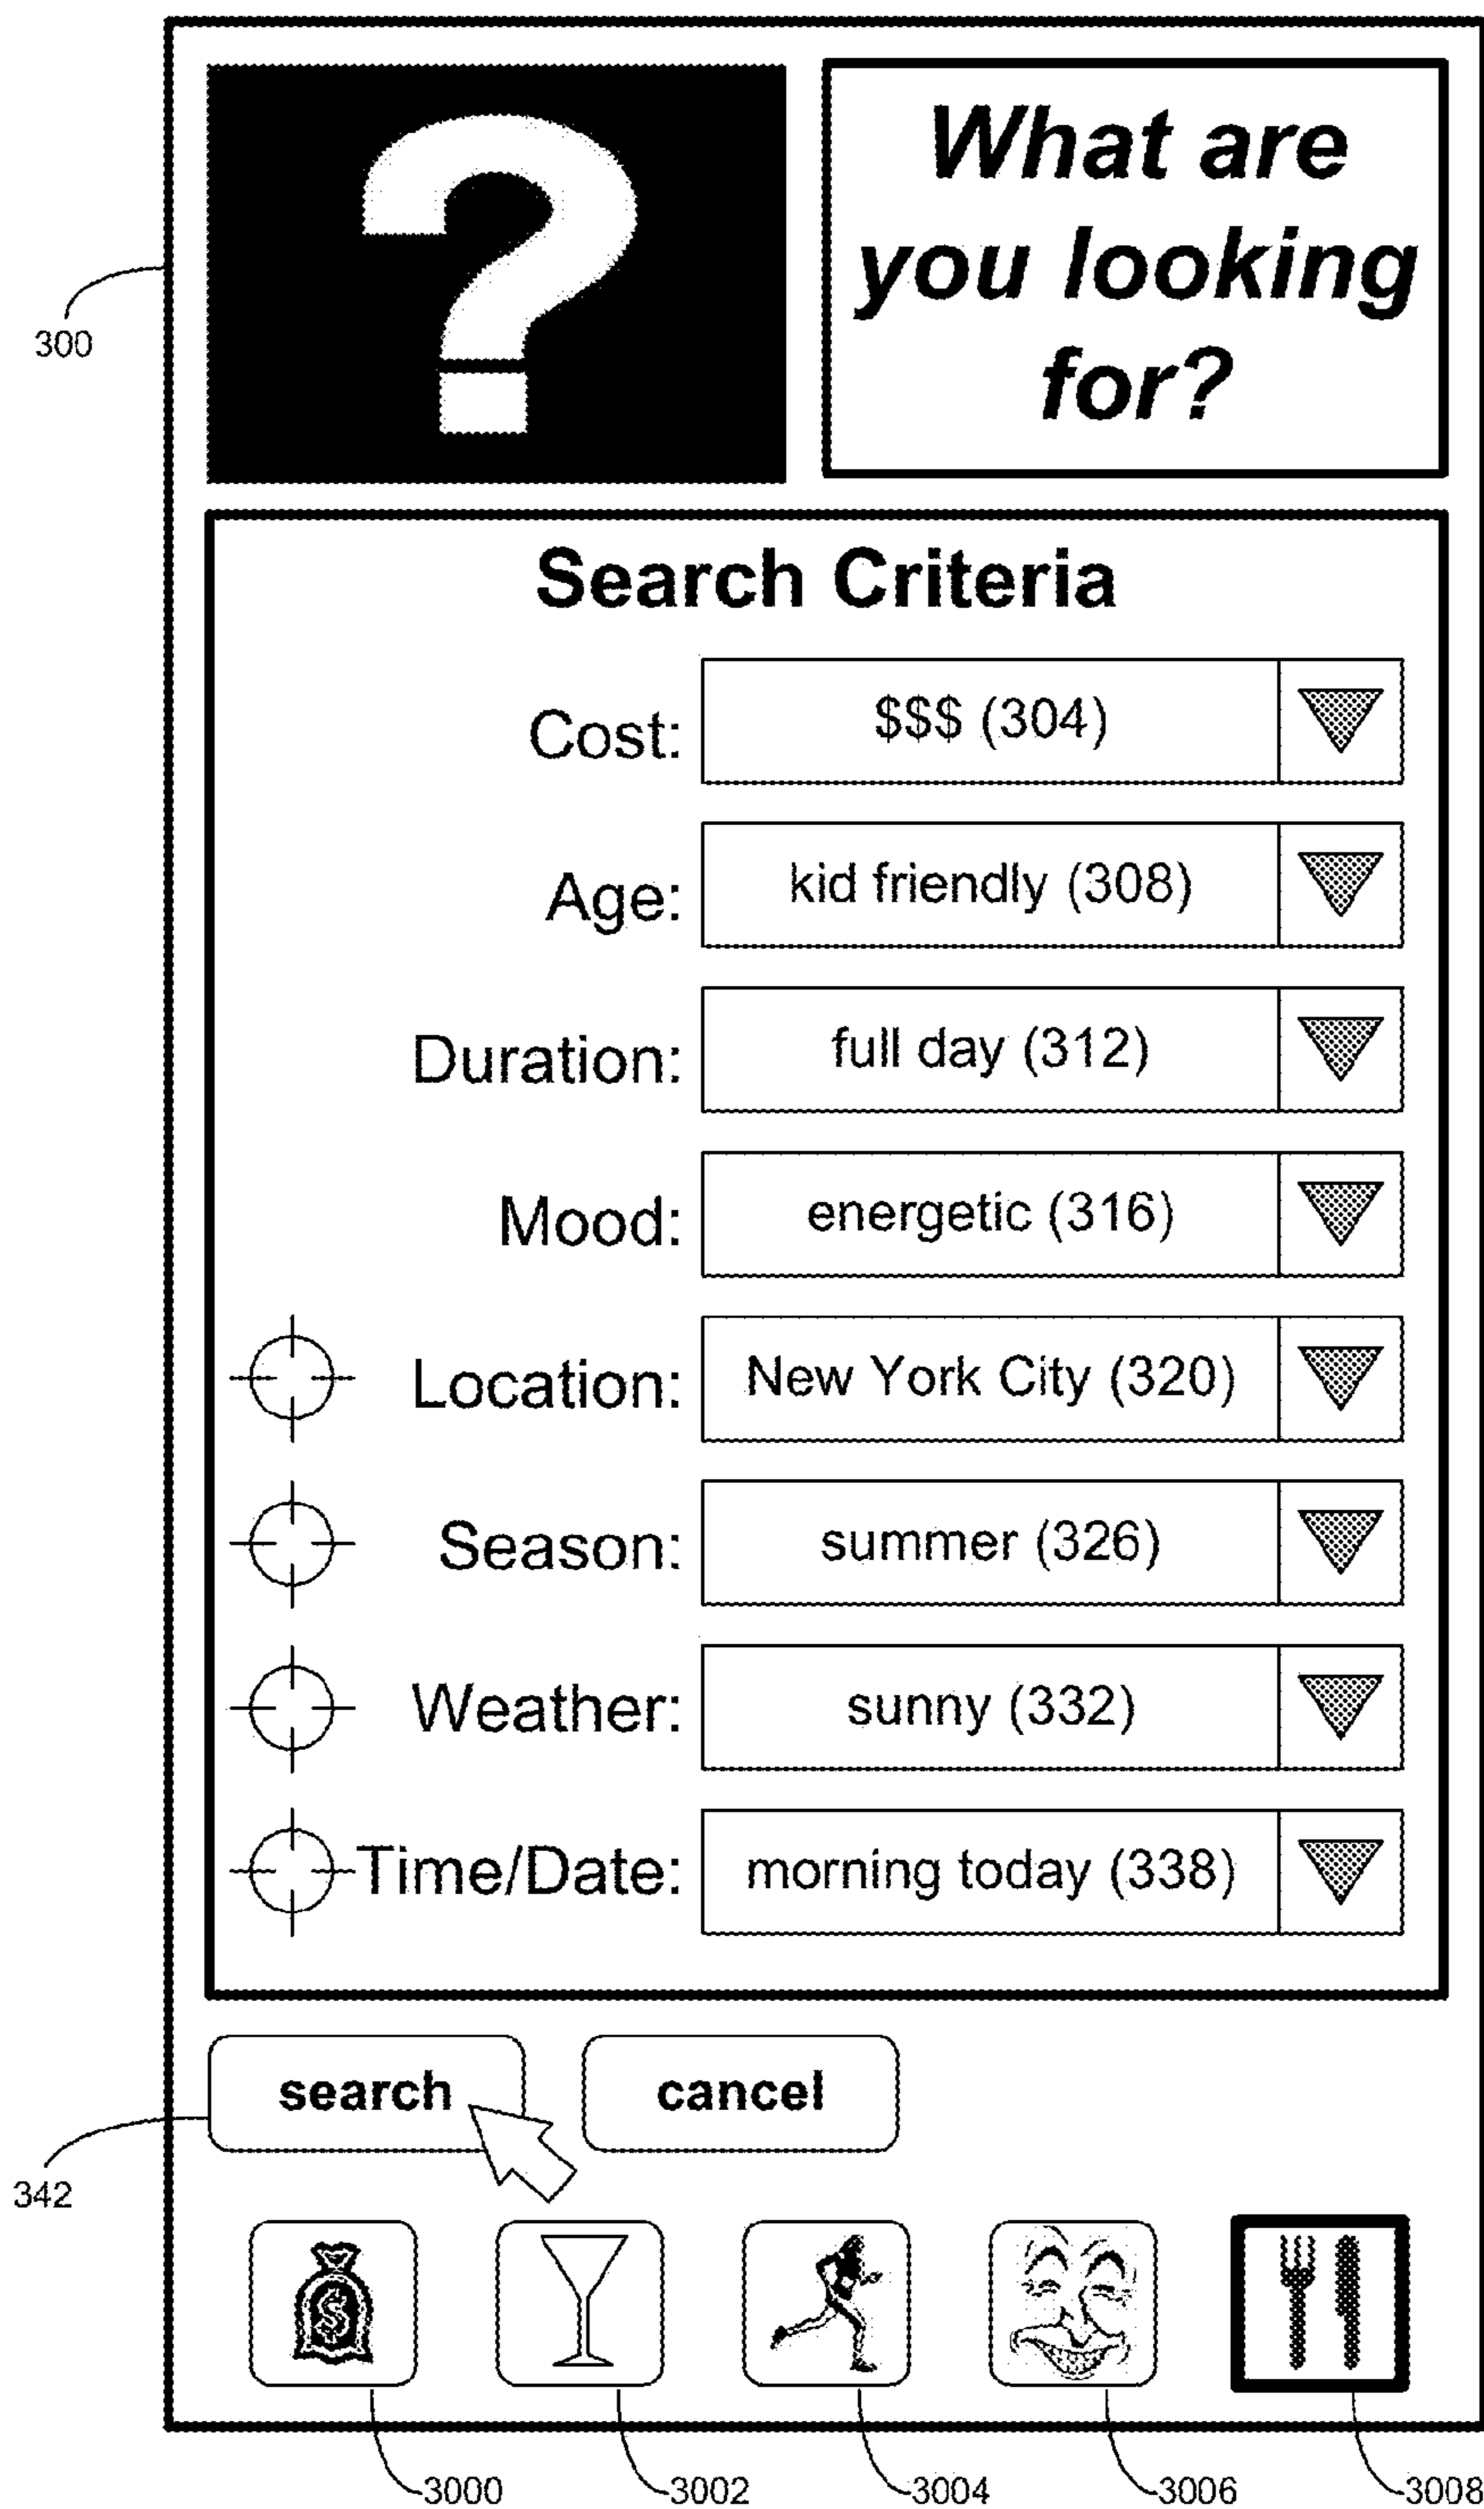 ?
What are
you looking
for?
300
Search Criteria
Cost: $$$ (304)
Age: kid friendly (308)
Duration: full day (312)
Mood: energetic (316)
Location: New York City (320)
Season: summer (326)
Weather: sunny (332)
Time/Date: morning today (338)
search cancel
342
$
3000 3002 3004 3006 3008